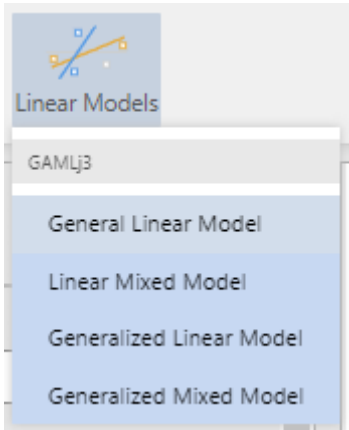 Linear Models
GAMLj3
General Linear Model
Linear Mixed Model
Generalized Linear Model
Generalized Mixed Model